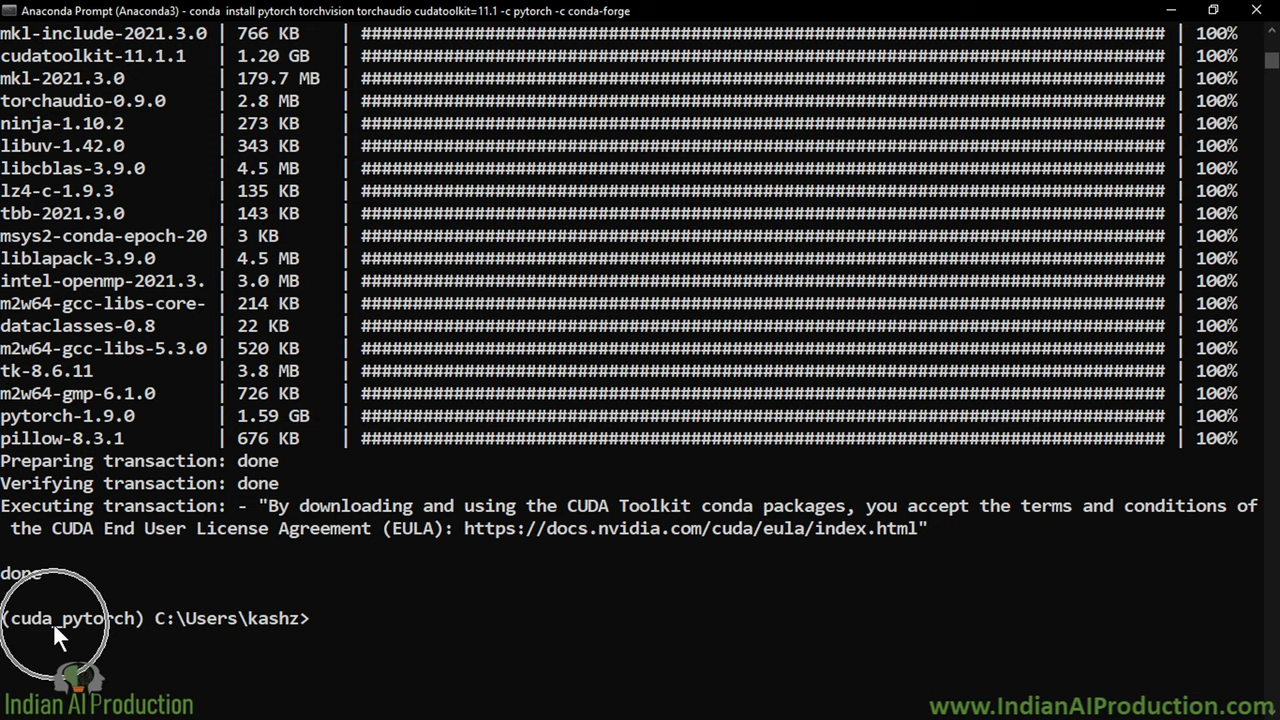 Anaconda Prompt (Anaconda3) - conda  install pytorch torchvision torchaudio cudatoolkit=11.1 -c pytorch -c conda-forge
mkl-include-2021.3.0 | 766 KB | ############################################################################# | 100%
cudatoolkit-11.1.1 | 1.20 GB | ############################################################################# | 100%
mkl-2021.3.0 | 179.7 MB | ############################################################################# | 100%
torchaudio-0.9.0 | 2.8 MB | ############################################################################# | 100%
ninja-1.10.2 | 273 KB | ############################################################################# | 100%
libuv-1.42.0 | 343 KB | ############################################################################# | 100%
libcblas-3.9.0 | 4.5 MB | ############################################################################# | 100%
lz4-c-1.9.3 | 135 KB | ############################################################################# | 100%
tbb-2021.3.0 | 143 KB | ############################################################################# | 100%
msys2-conda-epoch-20 | 3 KB | ############################################################################# | 100%
liblapack-3.9.0 | 4.5 MB | ############################################################################# | 100%
intel-openmp-2021.3. | 3.0 MB | ############################################################################# | 100%
m2w64-gcc-libs-core- | 214 KB | ############################################################################# | 100%
dataclasses-0.8 | 22 KB | ############################################################################# | 100%
m2w64-gcc-libs-5.3.0 | 520 KB | ############################################################################# | 100%
tk-8.6.11 | 3.8 MB | ############################################################################# | 100%
m2w64-gmp-6.1.0 | 726 KB | ############################################################################# | 100%
pytorch-1.9.0 | 1.59 GB | ############################################################################# | 100%
pillow-8.3.1 | 676 KB | ############################################################################# | 100%
Preparing transaction: done
Verifying transaction: done
Executing transaction: - "By downloading and using the CUDA Toolkit conda packages, you accept the terms and conditions of
the CUDA End User License Agreement (EULA): https://docs.nvidia.com/cuda/eula/index.html"
done
(cuda_pytorch) C:\Users\kashz>
Indian AI Production
www.IndianAIProduction.com